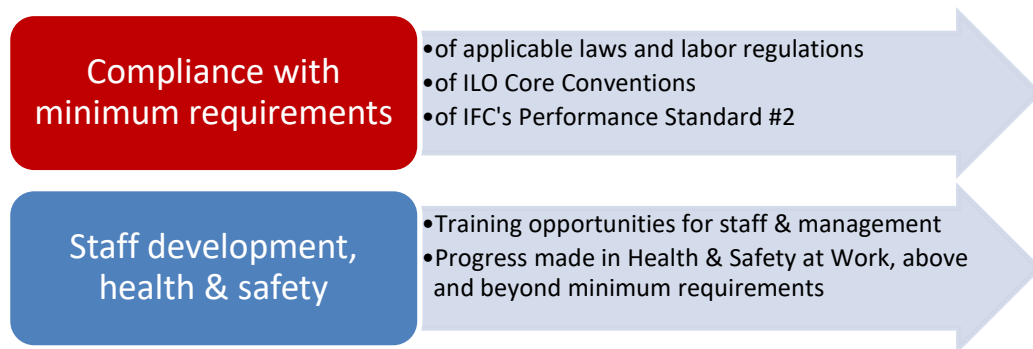 Compliance with
minimum requirements
•of applicable laws and labor regulations
•of ILO Core Conventions
•of IFC's Performance Standard #2
Staff development,
health & safety
•Training opportunities for staff & management
•Progress made in Health & Safety at Work, above
and beyond minimum requirements